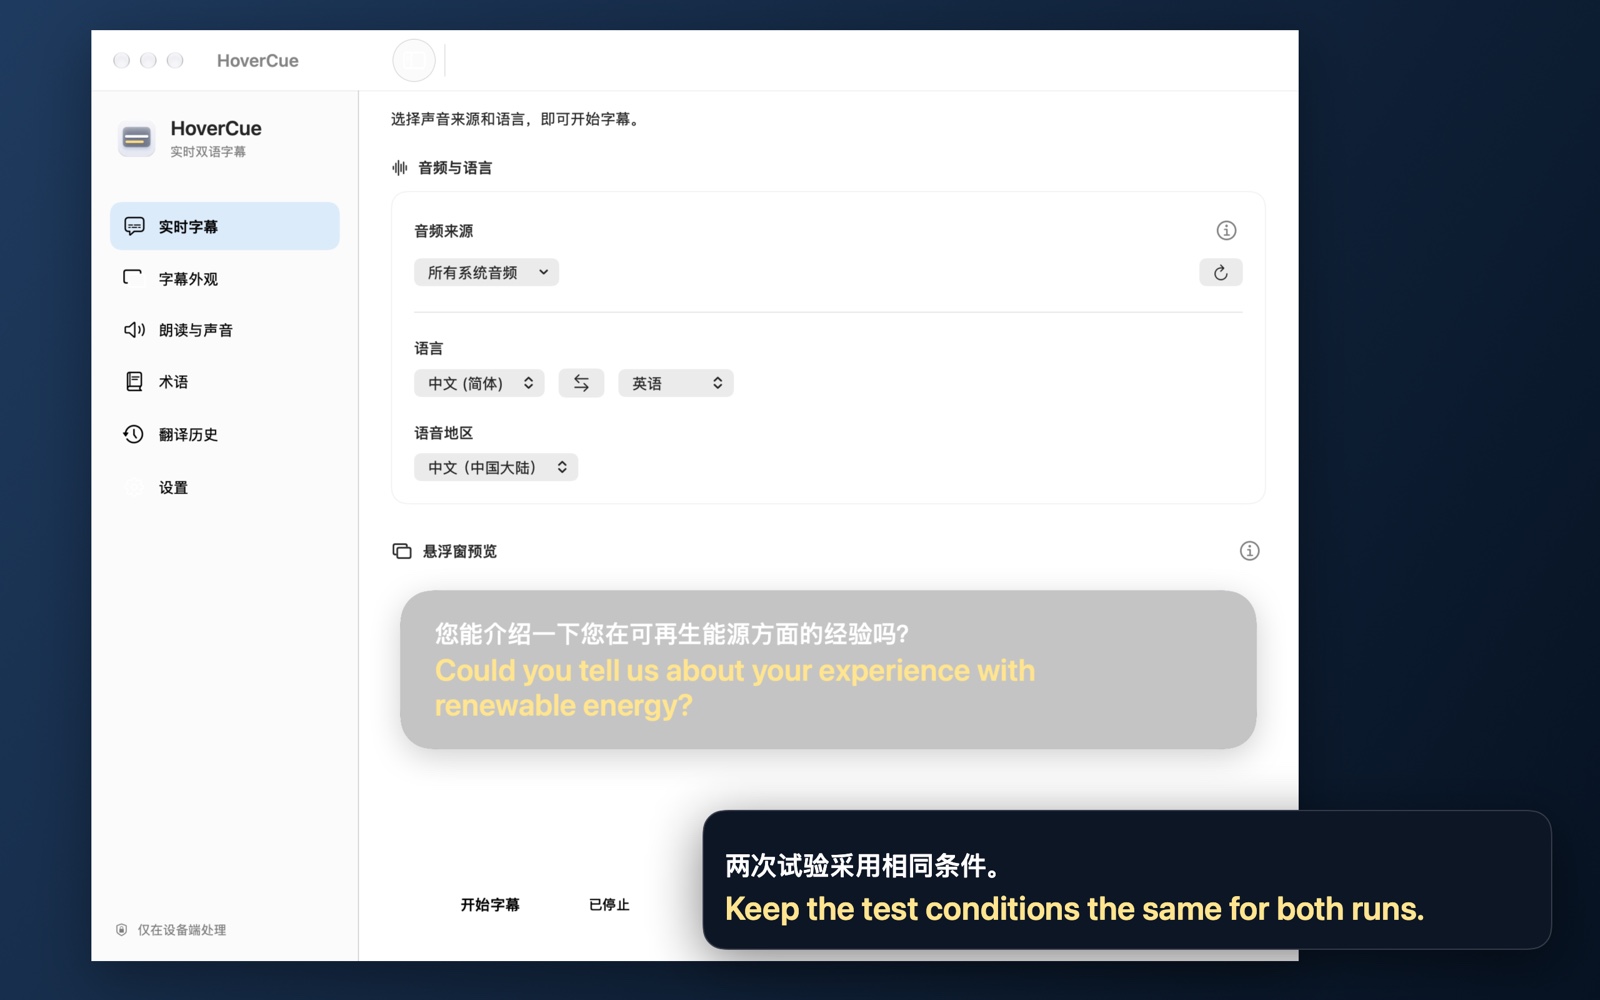 HoverCue
HoverCue
实时双语字幕
实时字幕
字幕外观
朗读与声音
术语
翻译历史
设置
仅在设备端处理
选择声音来源和语言，即可开始字幕。
音频与语言
音频来源
所有系统音频
语言
中文 (简体)
英语
语音地区
中文（中国大陆）
悬浮窗预览
您能介绍一下您在可再生能源方面的经验吗？
Could you tell us about your experience with
renewable energy?
开始字幕
已停止
两次试验采用相同条件。
Keep the test conditions the same for both runs.